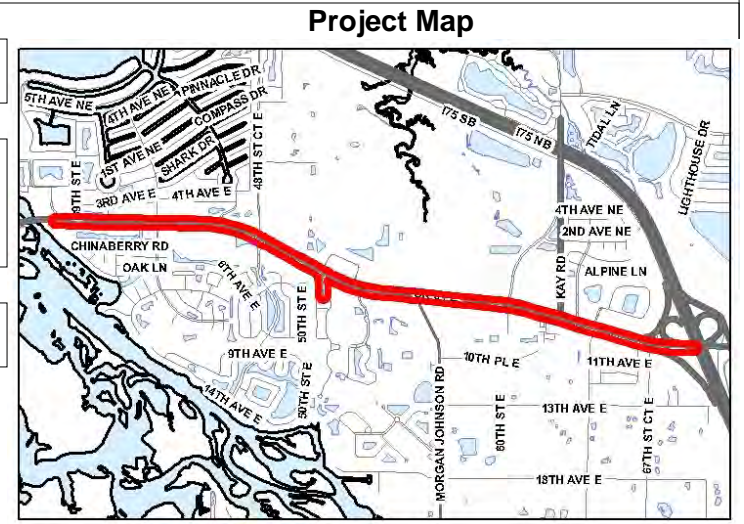 Project Map
5TH AVE NE
4TH AVE NE
PINNACLE DR
COMPASS DR
1ST AVE NE
SHARK DR
48TH ST CT E
3RD AVE E
4TH AVE E
CHINABERRY RD
OAK LN
6TH AVE E
50TH ST E
9TH AVE E
50TH ST E
14TH AVE E
I75 SB
I75 NB
TIDAL LN
LIGHTHOUSE DR
4TH AVE NE
2ND AVE NE
KAY RD
ALPINE LN
MORGAN JOHNSON RD
10TH PL E
11TH AVE E
60TH ST E
13TH AVE E
67TH ST CT E
18TH AVE E